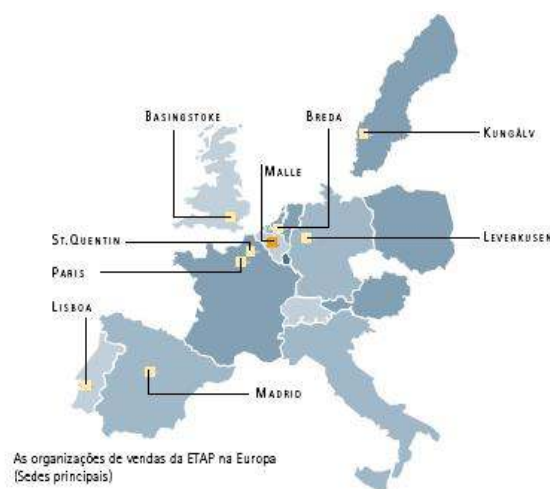 BASINGSTOKE
BREDA
KUNGÄLV
MALLE
ST.QUENTIN
LEVERKUSEN
PARIS
LISBOA
MADRID
As organizações de vendas da ETAP na Europa
(Sedes principais)